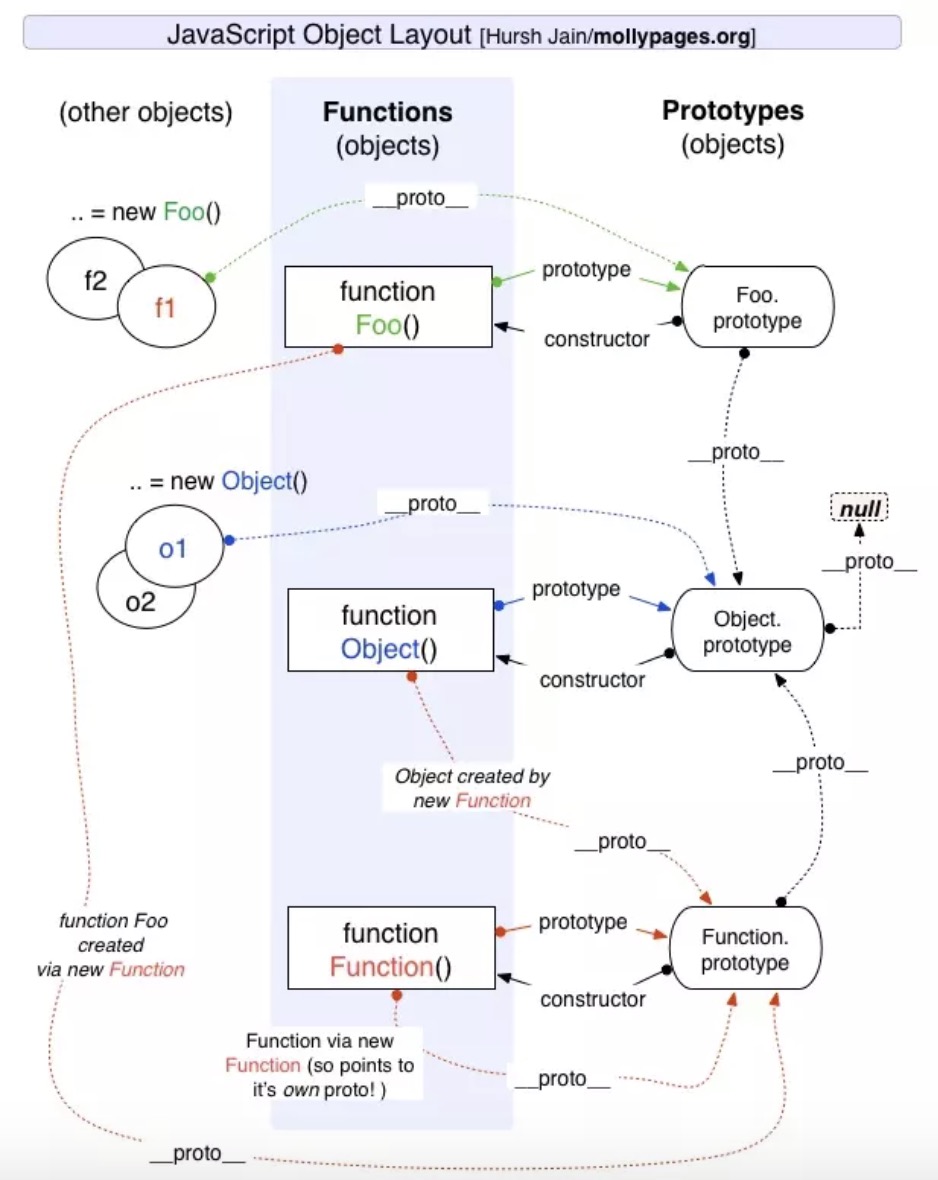 JavaScript Object Layout [Hursh Jain/mollypages.org]
(other objects)
Functions
(objects)
Prototypes
(objects)
__proto__
.. = new Foo()
f2
f1
function
Foo()
prototype
constructor
Foo.
prototype
__proto__
.. = new Object()
__proto__
null
__proto__
o1
o2
function
Object()
prototype
constructor
Object.
prototype
__proto__
Object created by
new Function
__proto__
function Foo
created
via new Function
function
Function()
prototype
constructor
Function.
prototype
Function via new
Function (so points to
it's own proto! )
__proto__
__proto__